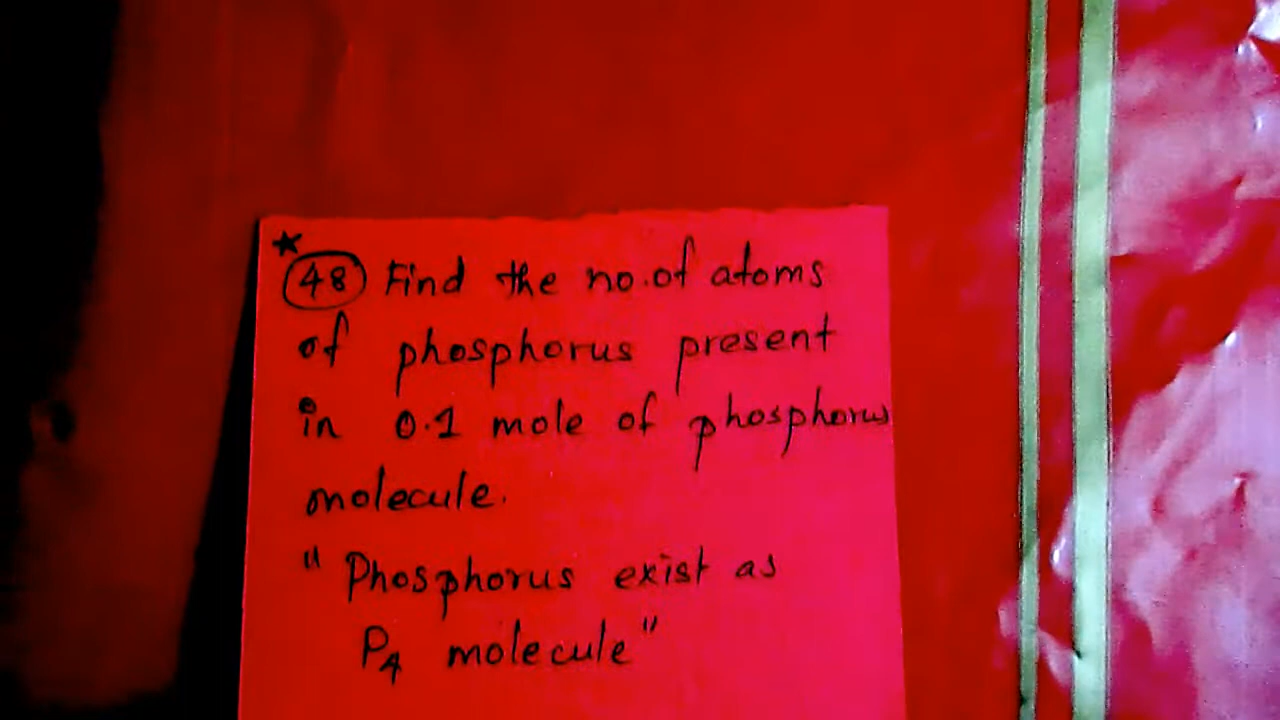 ★
48 Find the no.of atoms
of phosphorus present
in 0.1 mole of phosphorus
molecule.
"Phosphorus exist as
P₄ molecule"